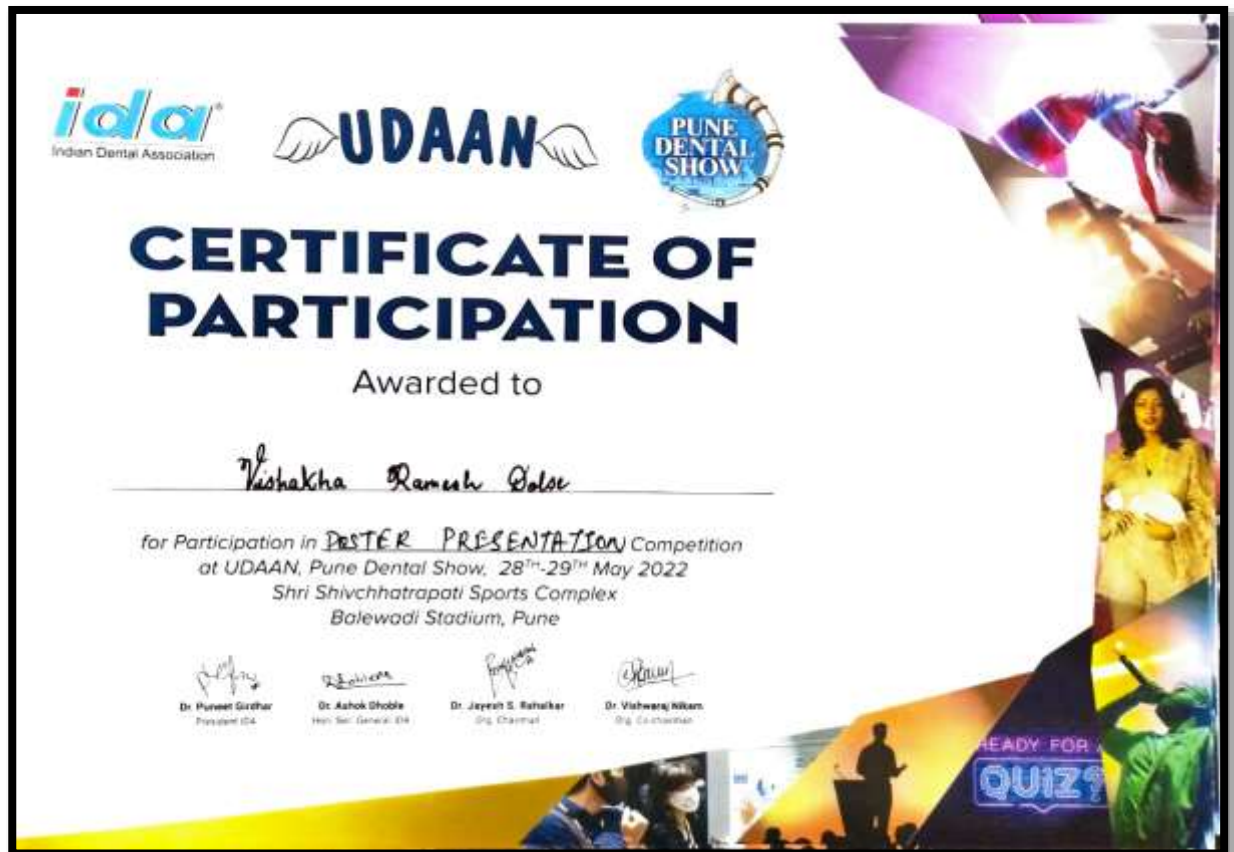 ida
Indian Dental Association
UDAAN
PUNE
DENTAL
SHOW
CERTIFICATE OF
PARTICIPATION
Awarded to
Vishakha Ramesh Dolse
for Participation in POSTER PRESENTATION Competition
at UDAAN, Pune Dental Show, 28TH-29TH May 2022
Shri Shivchhatrapati Sports Complex
Balewadi Stadium, Pune
Dr. Puneet Girdhar
President IDA
Dr. Ashok Dhoble
Hon. Sec. General IDA
Dr. Jayesh S. Rahalkar
Org. Chairman
Dr. Vishwaraj Nikam
Org. Co-chairman
READY FOR A
QUIZ?